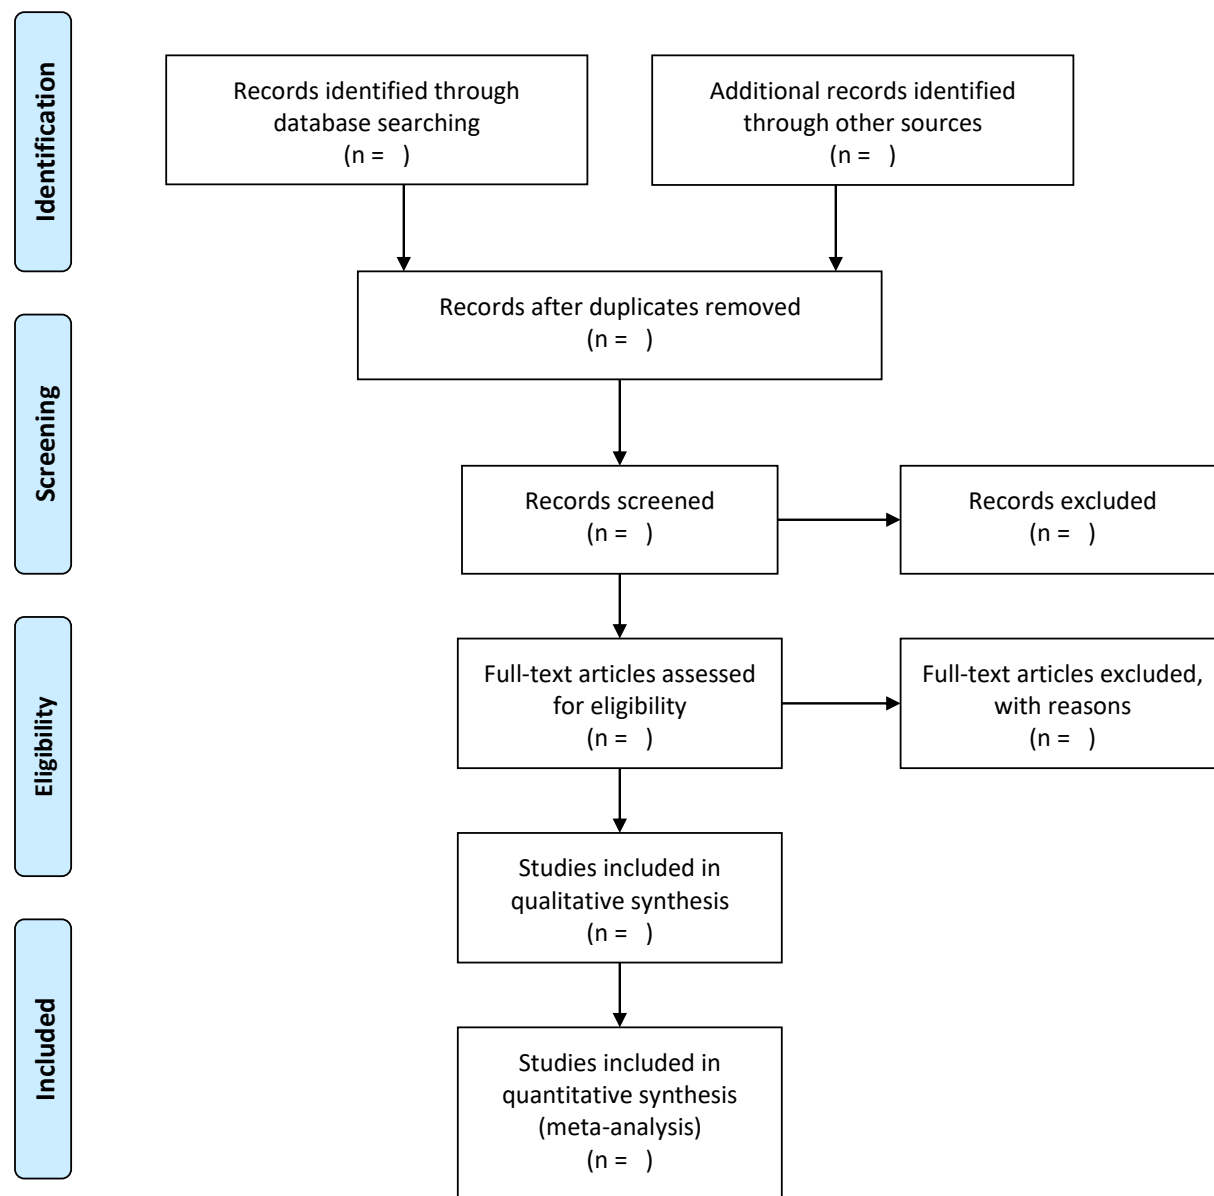 Identification
Records identified through
database searching
(n =   )
Additional records identified
through other sources
(n =   )
Records after duplicates removed
(n =   )
Screening
Records screened
(n =   )
Records excluded
(n =   )
Eligibility
Full-text articles assessed
for eligibility
(n =   )
Full-text articles excluded,
with reasons
(n =   )
Studies included in
qualitative synthesis
(n =   )
Included
Studies included in
quantitative synthesis
(meta-analysis)
(n =   )